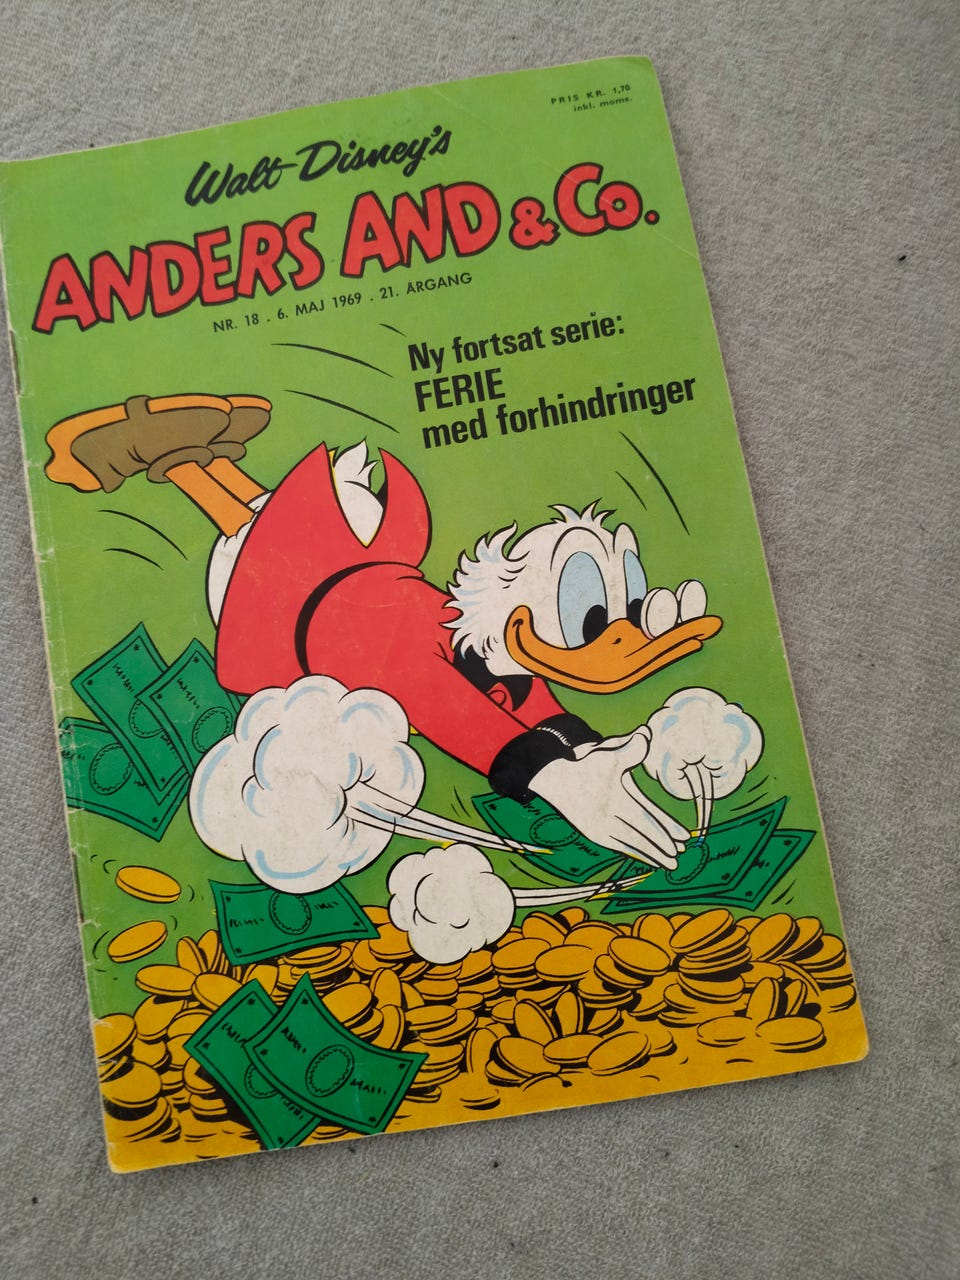 PRIS KR. 1,70
inkl. moms.
Walt Disney's
ANDERS AND & Co.
NR. 18 . 6. MAJ 1969 . 21. ÅRGANG
Ny fortsat serie:
FERIE
med forhindringer